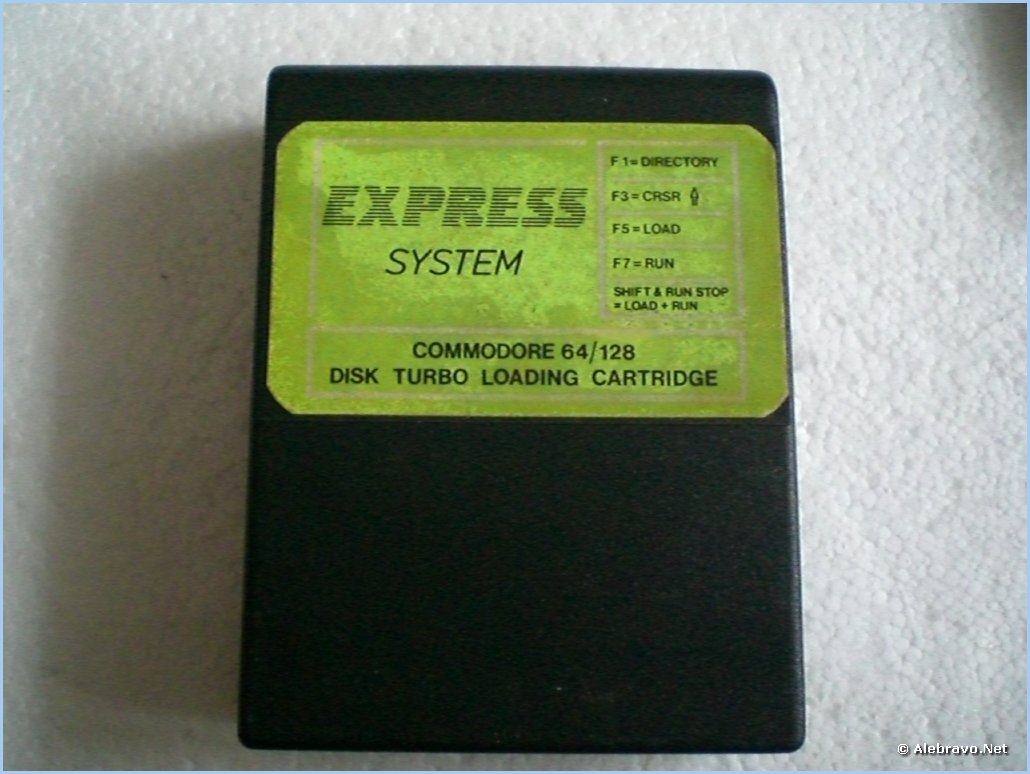 EXPRESS
SYSTEM
F1=DIRECTORY
F3=CRSR
F5=LOAD
F7=RUN
SHIFT & RUN STOP
= LOAD + RUN
COMMODORE 64/128
DISK TURBO LOADING CARTRIDGE
© Alebravo.Net